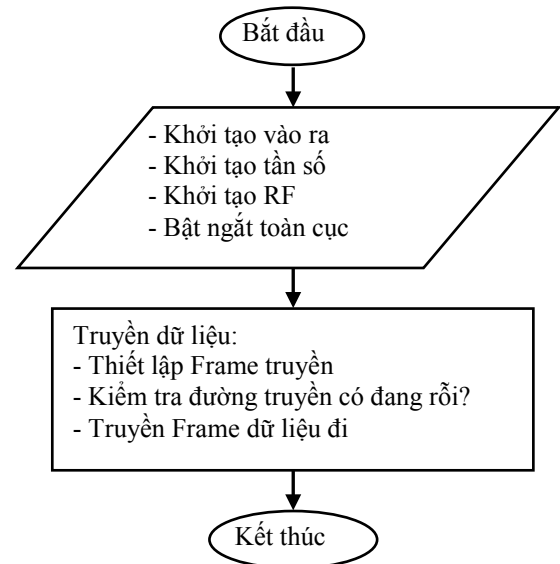 Bắt đầu
- Khởi tạo vào ra
- Khởi tạo tần số
- Khởi tạo RF
- Bật ngắt toàn cục
Truyền dữ liệu:
- Thiết lập Frame truyền
- Kiểm tra đường truyền có đang rỗi?
- Truyền Frame dữ liệu đi
Kết thúc